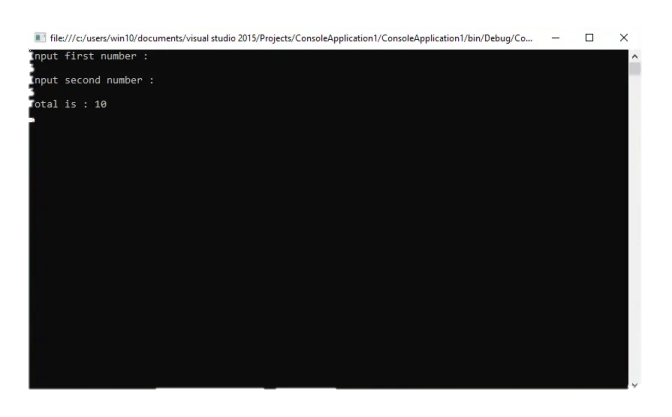 file:///c:/users/win10/documents/visual studio 2015/Projects/ConsoleApplication1/ConsoleApplication1/bin/Debug/Co...
Input first number :
Input second number :
Total is : 10